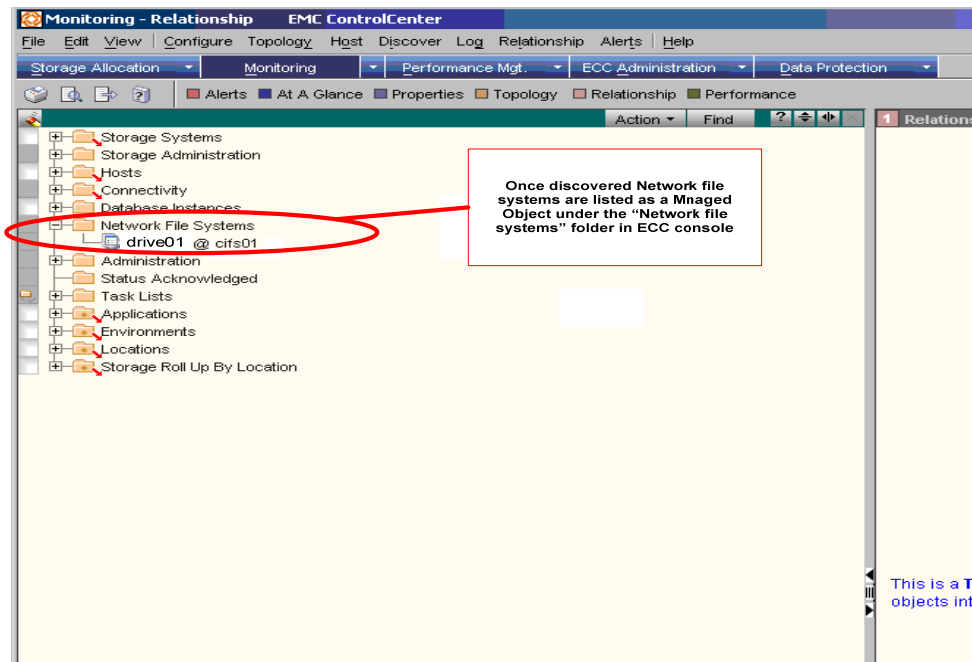 Monitoring - Relationship EMC ControlCenter
File Edit View Configure Topology Host Discover Log Relationship Alerts Help
Storage Allocation Monitoring Performance Mgt. ECC Administration Data Protection
Alerts At A Glance Properties Topology Relationship Performance
Action Find ? 1 Relations
Storage Systems
Storage Administration
Hosts
Connectivity
Database Instances
Network File Systems
drive01 @ cifs01
Administration
Status Acknowledged
Task Lists
Applications
Environments
Locations
Storage Roll Up By Location
Once discovered Network file
systems are listed as a Mnaged
Object under the “Network file
systems” folder in ECC console
This is a T
objects int